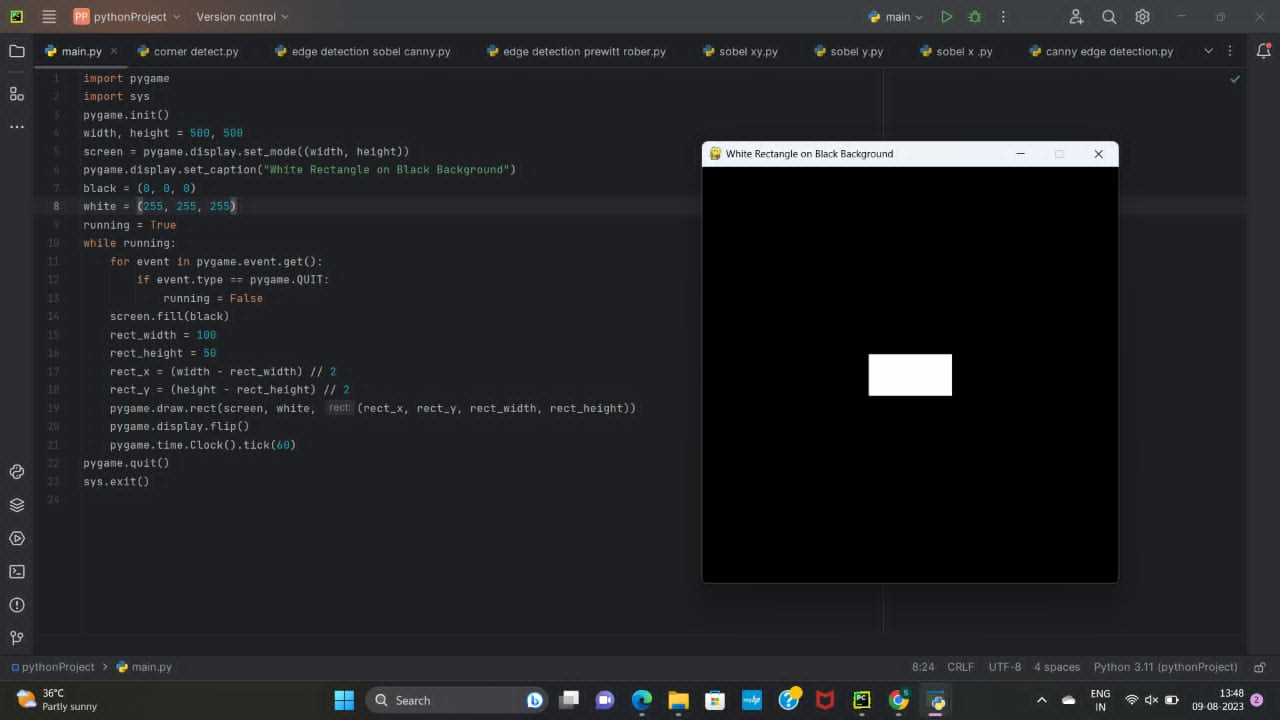 PP pythonProject Version control main
main.py corner detect.py edge detection sobel canny.py edge detection prewitt rober.py sobel xy.py sobel y.py sobel x .py canny edge detection.py
1 import pygame
2 import sys
3 pygame.init()
4 width, height = 500, 500
5 screen = pygame.display.set_mode((width, height))
6 pygame.display.set_caption("White Rectangle on Black Background")
7 black = (0, 0, 0)
8 white = (255, 255, 255)
9 running = True
10 while running:
11 for event in pygame.event.get():
12 if event.type == pygame.QUIT:
13 running = False
14 screen.fill(black)
15 rect_width = 100
16 rect_height = 50
17 rect_x = (width - rect_width) // 2
18 rect_y = (height - rect_height) // 2
19 pygame.draw.rect(screen, white, rect: (rect_x, rect_y, rect_width, rect_height))
20 pygame.display.flip()
21 pygame.time.Clock().tick(60)
22 pygame.quit()
23 sys.exit()
24
White Rectangle on Black Background
pythonProject > main.py 8:24 CRLF UTF-8 4 spaces Python 3.11 (pythonProject)
36°C
Partly sunny
Search
ENG
IN
13:48
09-08-2023
2